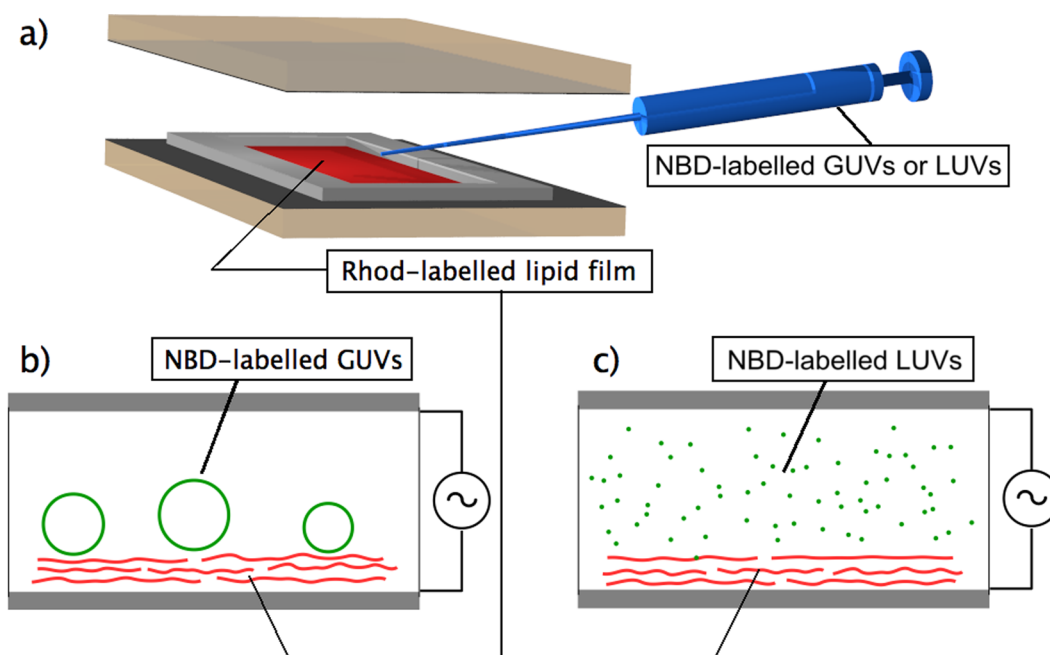 a)
NBD-labelled GUVs or LUVs
Rhod-labelled lipid film
b)
NBD-labelled GUVs
c)
NBD-labelled LUVs